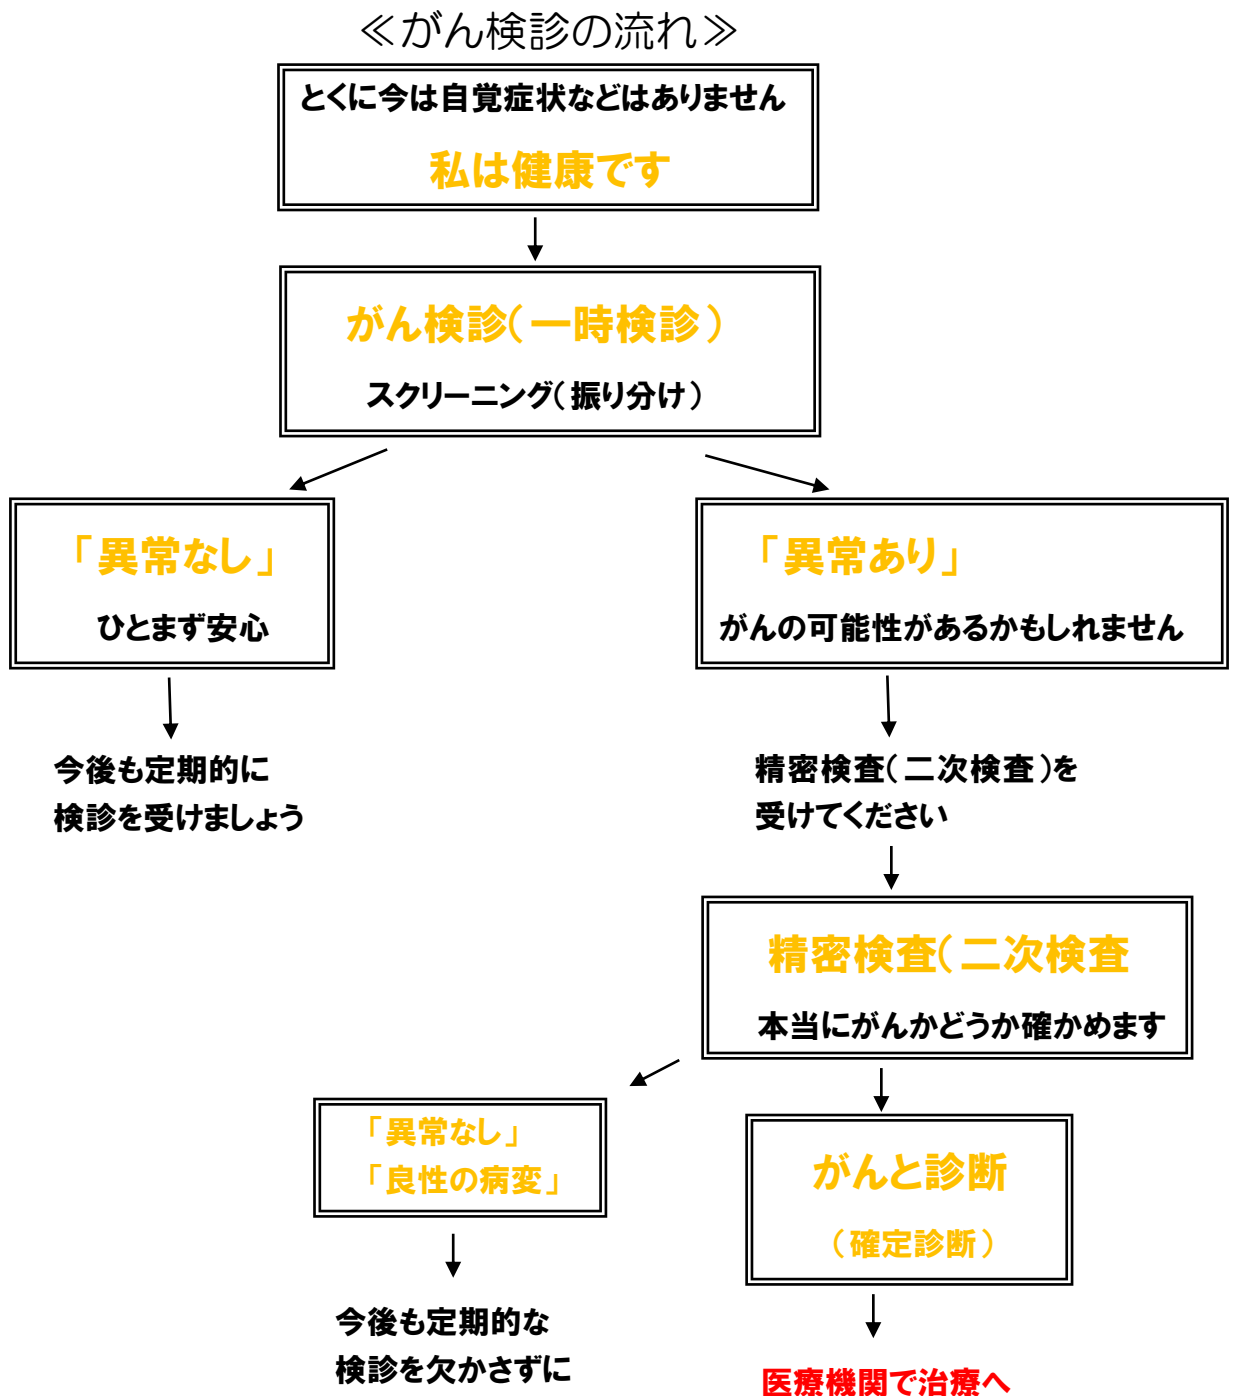 ≪がん検診の流れ≫
とくに今は自覚症状などはありません
私は健康です
がん検診(一時検診)
スクリーニング(振り分け)
「異常なし」
ひとまず安心
今後も定期的に
検診を受けましょう
「異常あり」
がんの可能性があるかもしれません
精密検査(二次検査)を
受けてください
精密検査(二次検査
本当にがんかどうか確かめます
「異常なし」
「良性の病変」
今後も定期的な
検診を欠かさずに
がんと診断
(確定診断)
医療機関で治療へ